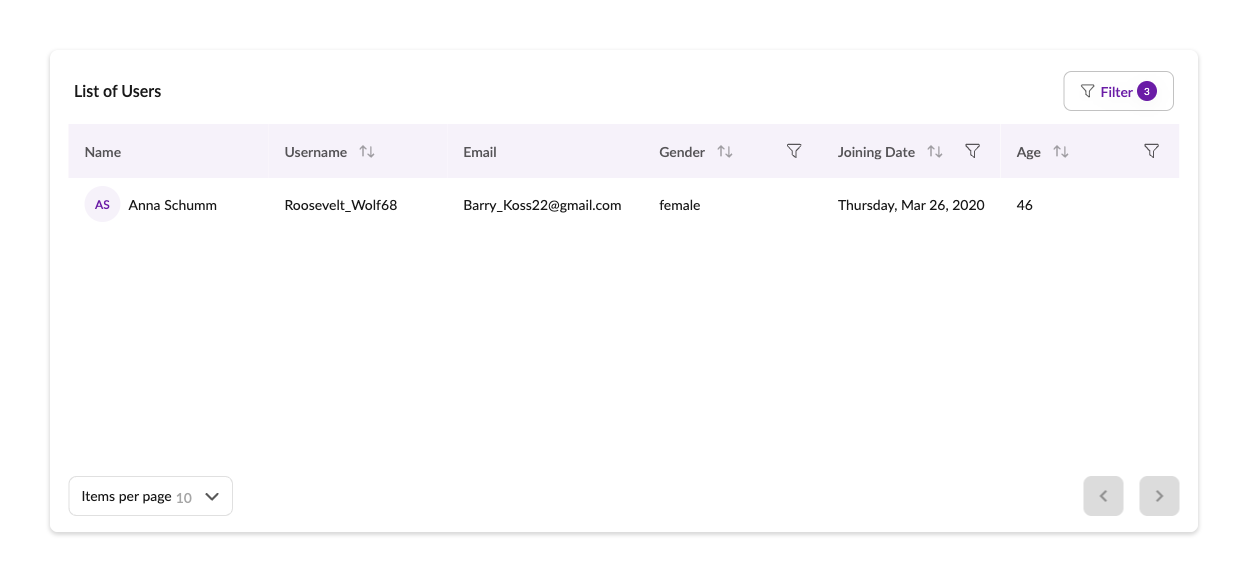 List of Users
Filter 3
Name Username Email Gender Joining Date Age
AS Anna Schumm Roosevelt_Wolf68 Barry_Koss22@gmail.com female Thursday, Mar 26, 2020 46
Items per page 10